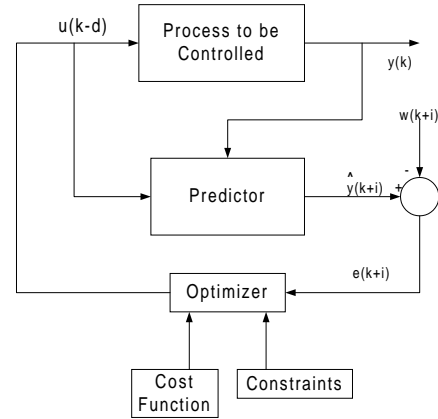 u(k-d)
Process to be
Controlled
y(k)
w(k+i)
-
+
Predictor
^
y(k+i)
e(k+i)
Optimizer
Cost
Function
Constraints